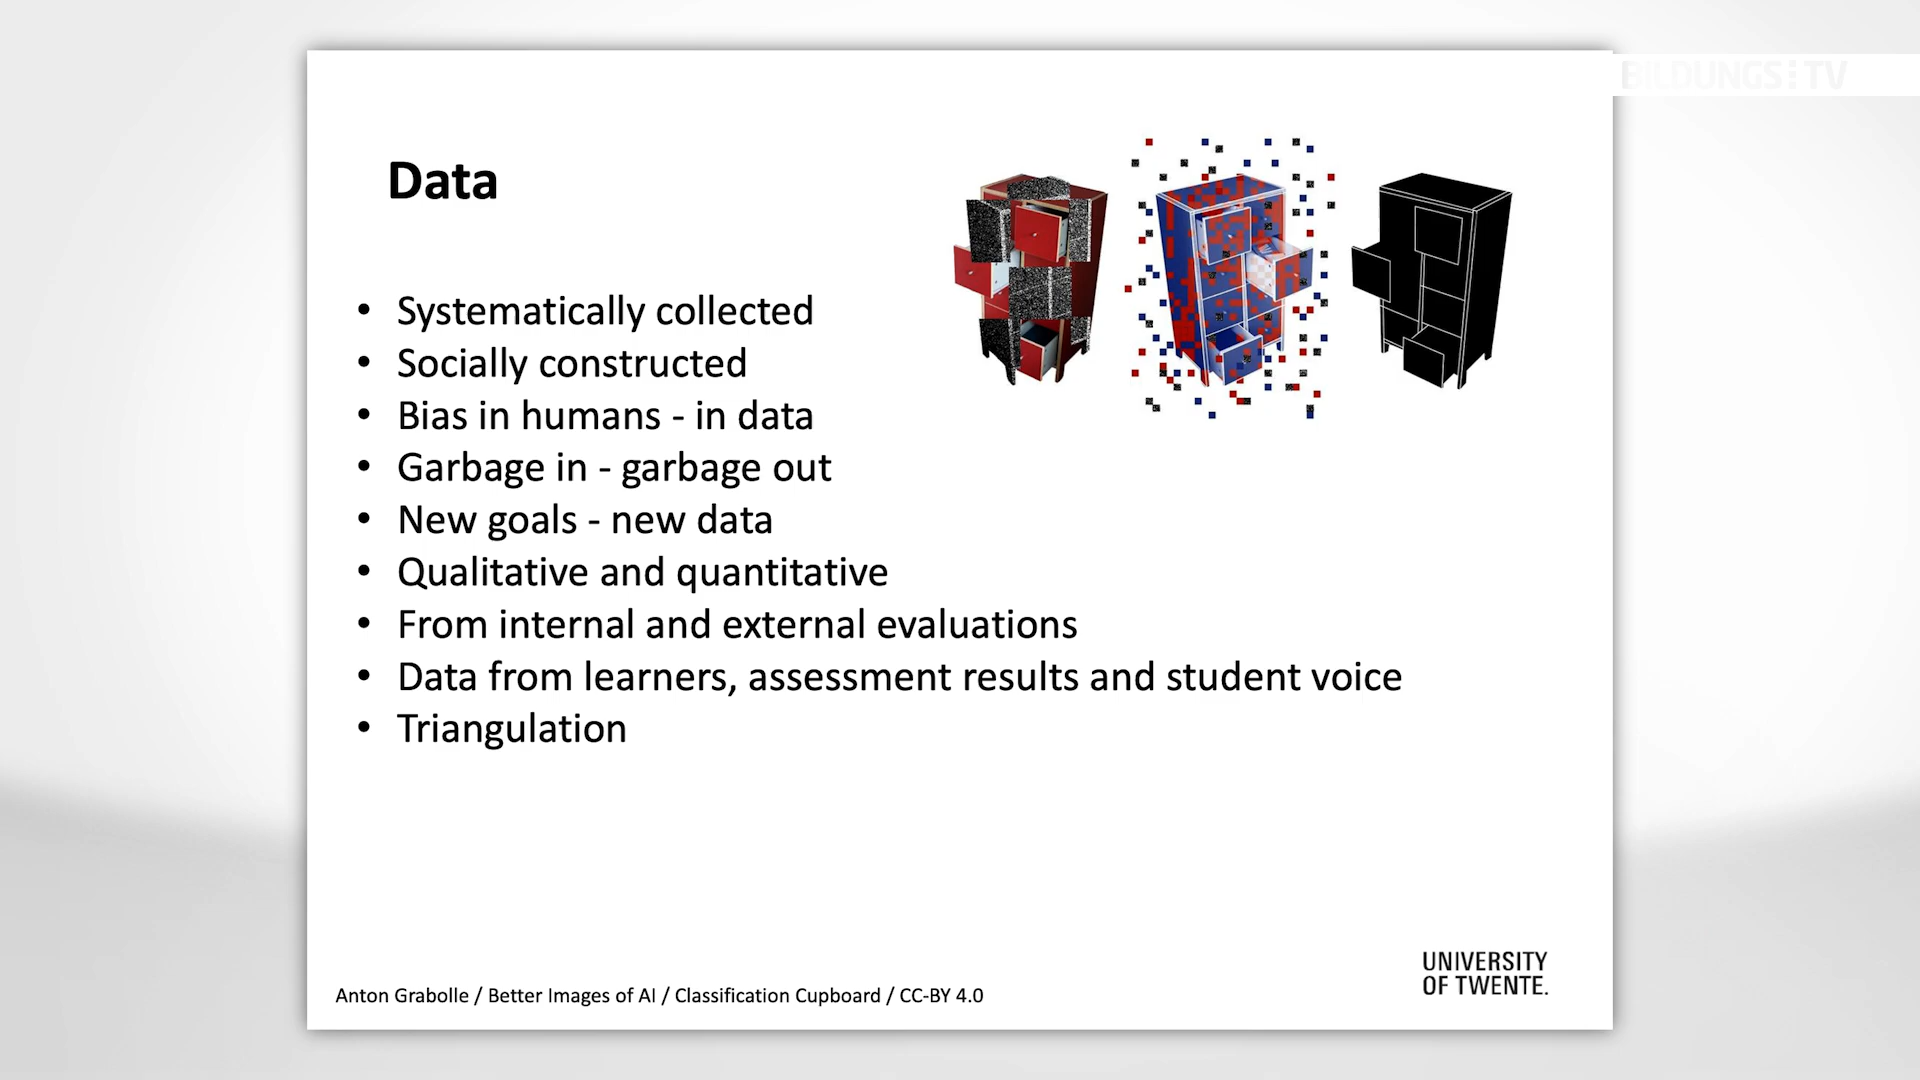 BILDUNGS TV
Data
• Systematically collected
• Socially constructed
• Bias in humans - in data
• Garbage in - garbage out
• New goals - new data
• Qualitative and quantitative
• From internal and external evaluations
• Data from learners, assessment results and student voice
• Triangulation
Anton Grabolle / Better Images of AI / Classification Cupboard / CC-BY 4.0
UNIVERSITY
OF TWENTE.